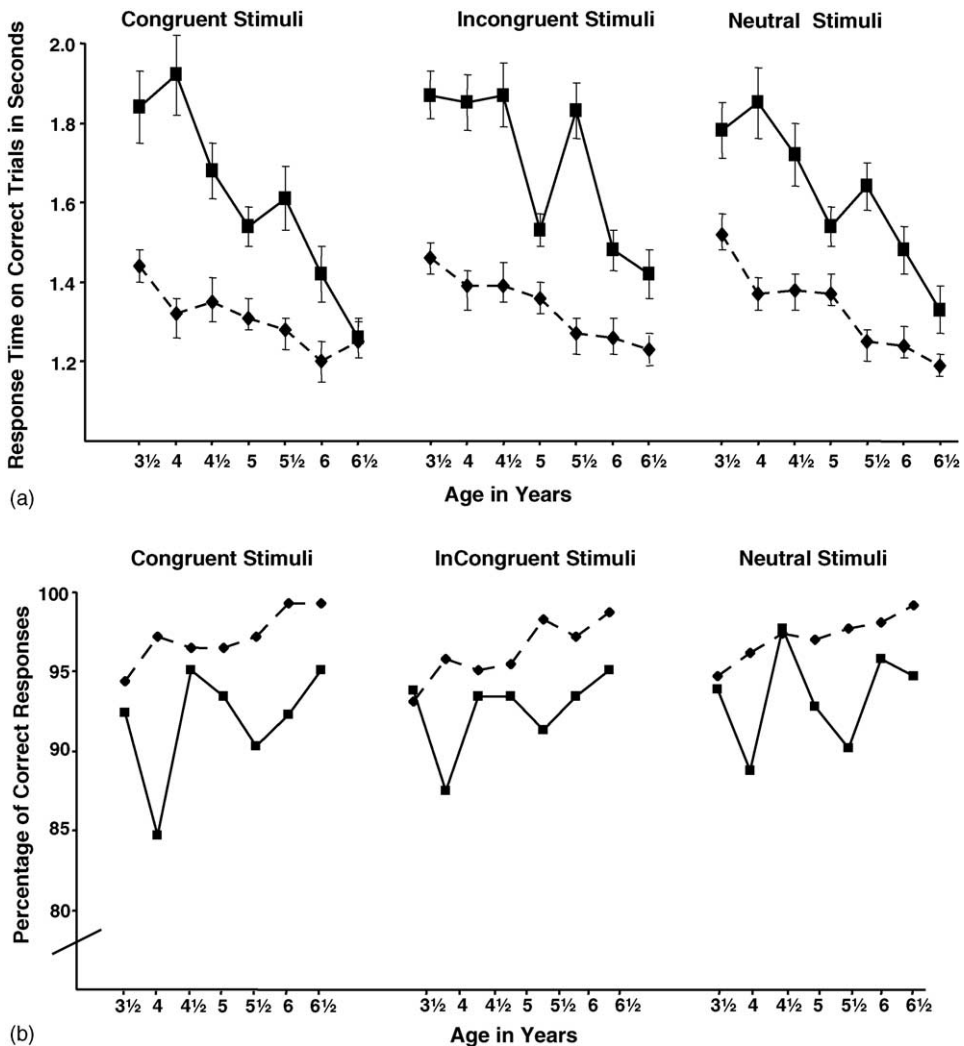 Congruent Stimuli Incongruent Stimuli Neutral Stimuli
Response Time on Correct Trials in Seconds
2.0
1.8
1.6
1.4
1.2
3½ 4 4½ 5 5½ 6 6½ 3½ 4 4½ 5 5½ 6 6½ 3½ 4 4½ 5 5½ 6 6½
(a) Age in Years
Congruent Stimuli InCongruent Stimuli Neutral Stimuli
Percentage of Correct Responses
100
95
90
85
80
3½ 4 4½ 5 5½ 6 6½ 3½ 4 4½ 5 5½ 6 6½ 3½ 4 4½ 5 5½ 6 6½
(b) Age in Years